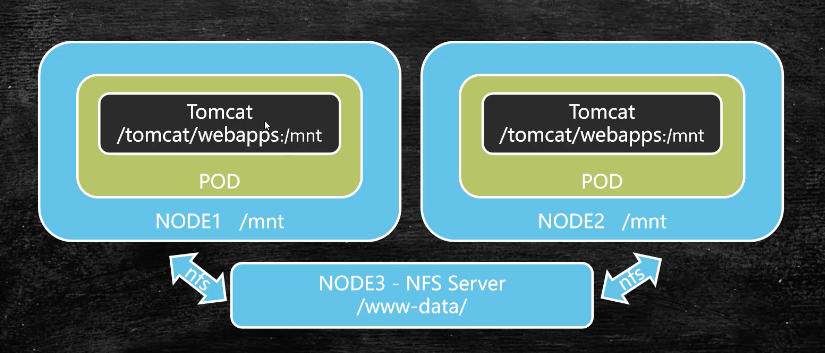 Tomcat
/tomcat/webapps:/mnt
POD
NODE1 /mnt
Tomcat
/tomcat/webapps:/mnt
POD
NODE2 /mnt
nfs
NODE3 - NFS Server
/www-data/
nfs